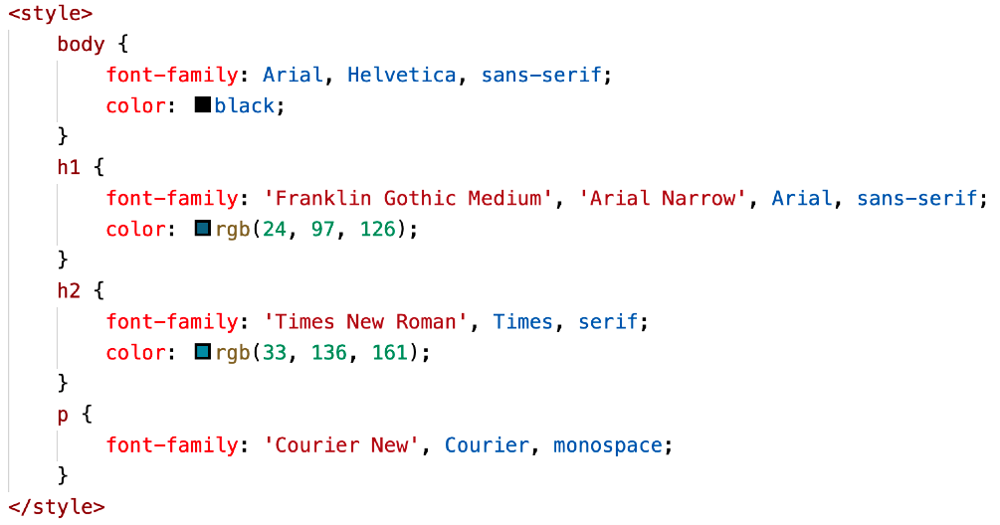 <style>
body {
font-family: Arial, Helvetica, sans-serif;
color: black;
}
h1 {
font-family: 'Franklin Gothic Medium', 'Arial Narrow', Arial, sans-serif;
color: rgb(24, 97, 126);
}
h2 {
font-family: 'Times New Roman', Times, serif;
color: rgb(33, 136, 161);
}
p {
font-family: 'Courier New', Courier, monospace;
}
</style>